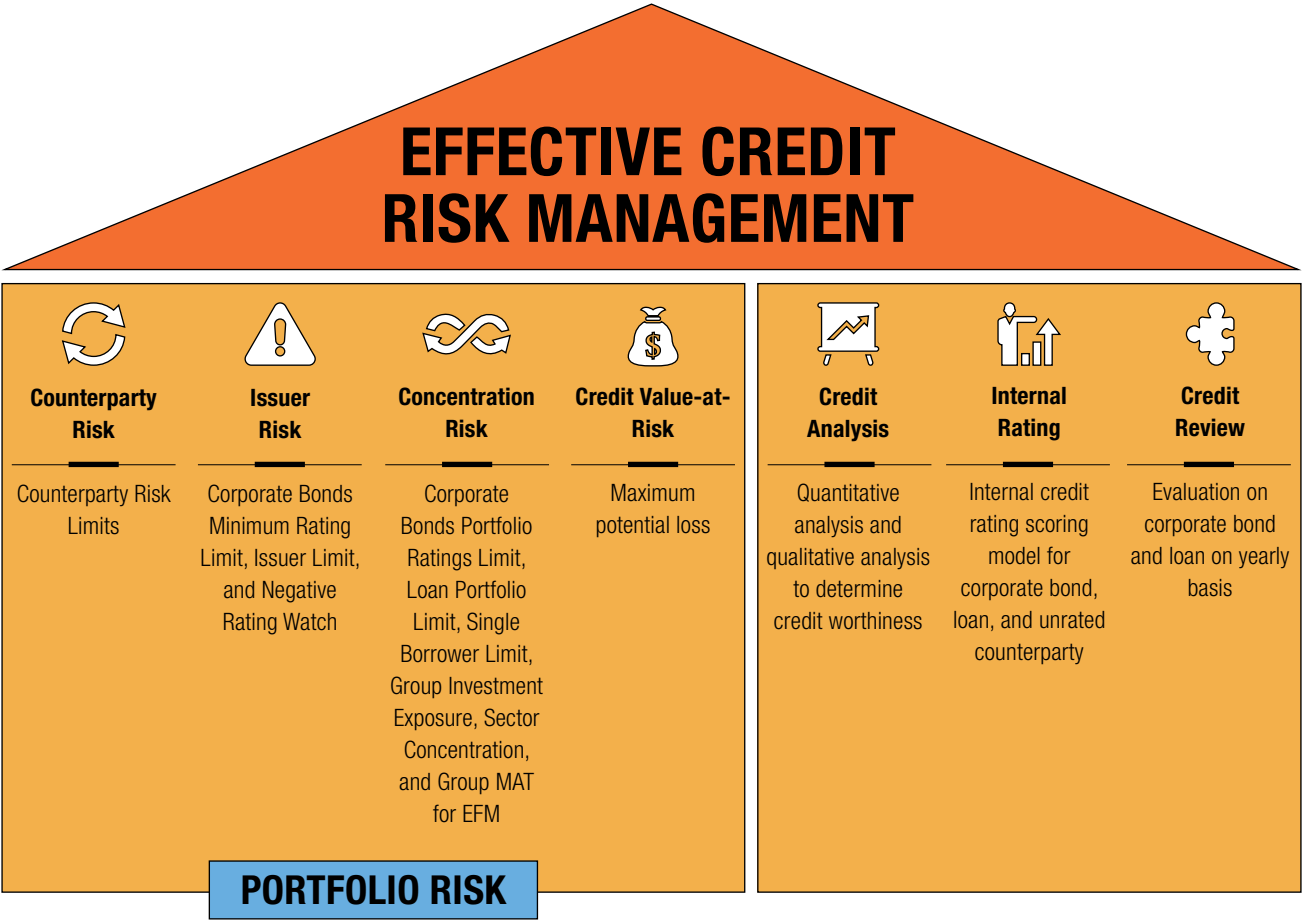 EFFECTIVE CREDIT
RISK MANAGEMENT
Counterparty
Risk
Counterparty Risk
Limits
Issuer
Risk
Corporate Bonds
Minimum Rating
Limit, Issuer Limit,
and Negative
Rating Watch
Concentration
Risk
Corporate
Bonds Portfolio
Ratings Limit,
Loan Portfolio
Limit, Single
Borrower Limit,
Group Investment
Exposure, Sector
Concentration,
and Group MAT
for EFM
$
Credit Value-at-
Risk
Maximum
potential loss
PORTFOLIO RISK
Credit
Analysis
Quantitative
analysis and
qualitative analysis
to determine
credit worthiness
Internal
Rating
Internal credit
rating scoring
model for
corporate bond,
loan, and unrated
counterparty
Credit
Review
Evaluation on
corporate bond
and loan on yearly
basis